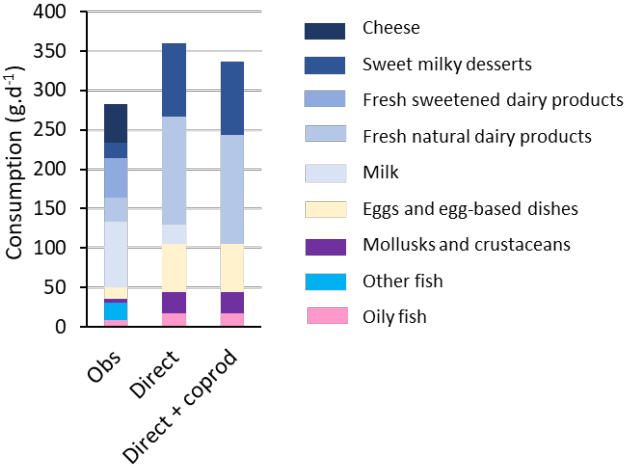 Consumption (g.d-1)
400
350
300
250
200
150
100
50
0
Obs
Direct
Direct + coprod
Cheese
Sweet milky desserts
Fresh sweetened dairy products
Fresh natural dairy products
Milk
Eggs and egg-based dishes
Mollusks and crustaceans
Other fish
Oily fish